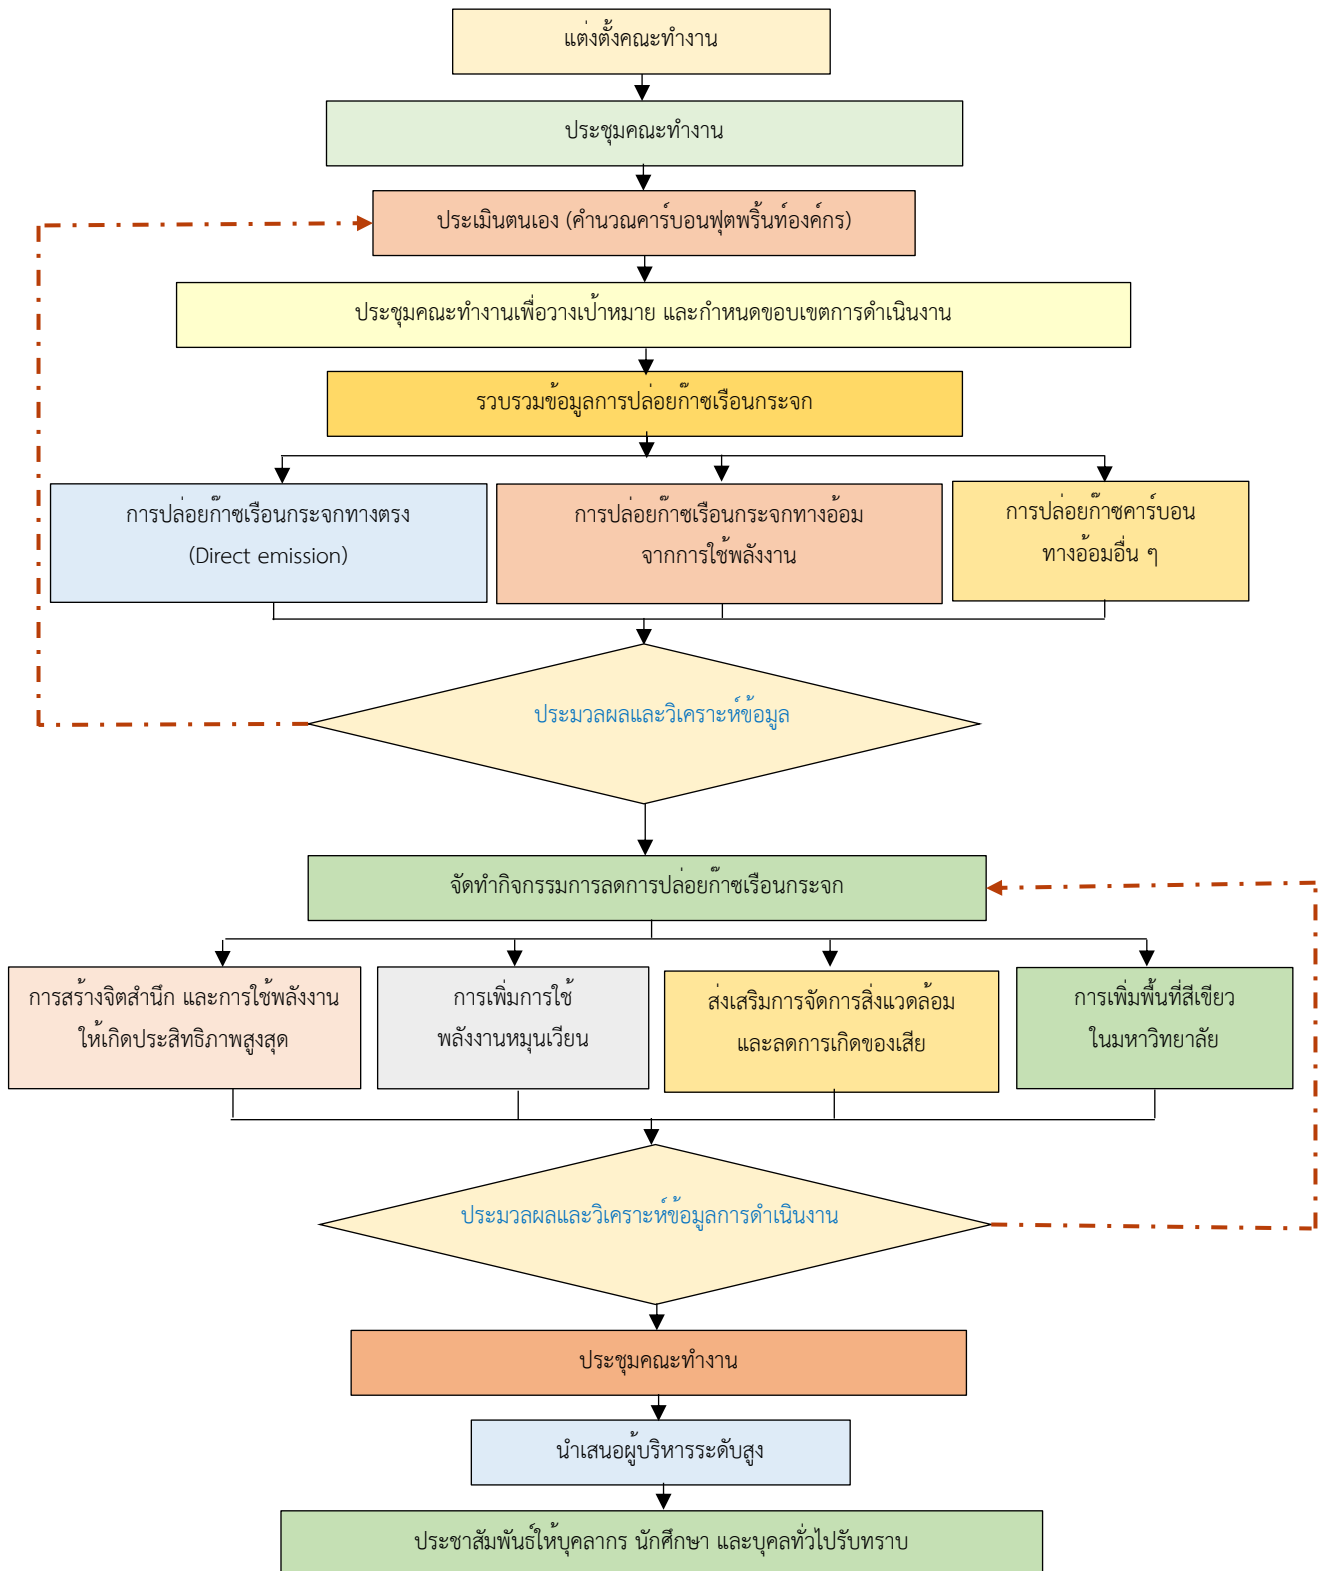 แต่งตั้งคณะทำงาน
ประชุมคณะทำงาน
ประเมินตนเอง (คำนวณคาร์บอนฟุตพริ้นท์องค์กร)
ประชุมคณะทำงานเพื่อวางเป้าหมาย และกำหนดขอบเขตการดำเนินงาน
รวบรวมข้อมูลการปล่อยก๊าซเรือนกระจก
การปล่อยก๊าซเรือนกระจกทางตรง
(Direct emission)
การปล่อยก๊าซเรือนกระจกทางอ้อม
จากการใช้พลังงาน
การปล่อยก๊าซคาร์บอน
ทางอ้อมอื่น ๆ
ประมวลผลและวิเคราะห์ข้อมูล
จัดทำกิจกรรมการลดการปล่อยก๊าซเรือนกระจก
การสร้างจิตสำนึก และการใช้พลังงาน
ให้เกิดประสิทธิภาพสูงสุด
การเพิ่มการใช้
พลังงานหมุนเวียน
ส่งเสริมการจัดการสิ่งแวดล้อม
และลดการเกิดของเสีย
การเพิ่มพื้นที่สีเขียว
ในมหาวิทยาลัย
ประมวลผลและวิเคราะห์ข้อมูลการดำเนินงาน
ประชุมคณะทำงาน
นำเสนอผู้บริหารระดับสูง
ประชาสัมพันธ์ให้บุคลากร นักศึกษา และบุคลทั่วไปรับทราบ